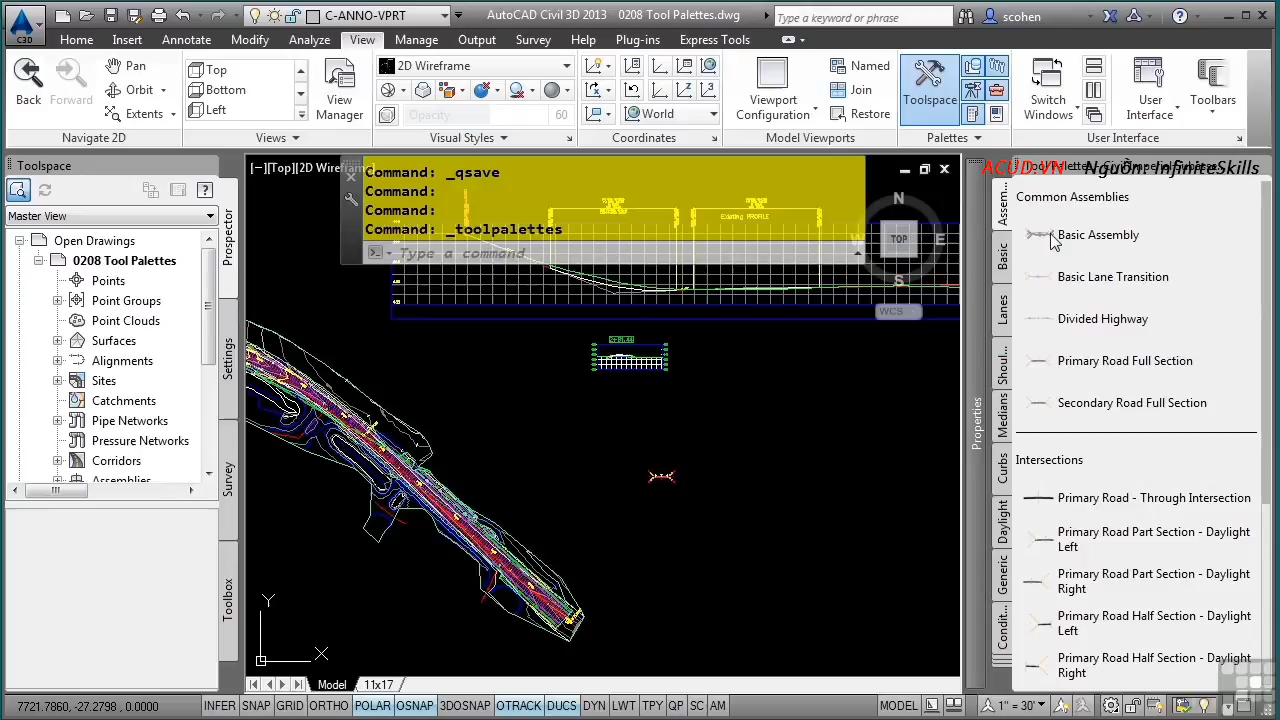 C3D
C-ANNO-VPRT
AutoCAD Civil 3D 2013
0208 Tool Palettes.dwg
Type a keyword or phrase
scohen
Home Insert Annotate Modify Analyze View Manage Output Survey Help Plug-ins Express Tools
Back
Forward
Pan
Orbit
Extents
Navigate 2D
Top
Bottom
Left
View Manager
Views
2D Wireframe
Opacity 60
Visual Styles
World
Coordinates
Viewport Configuration
Named
Join
Restore
Model Viewports
Toolspace
Palettes
Switch Windows
User Interface
Toolbars
User Interface
Toolspace
Master View
Open Drawings
0208 Tool Palettes
Points
Point Groups
Point Clouds
Surfaces
Alignments
Sites
Catchments
Pipe Networks
Pressure Networks
Corridors
Assemblies
Prospector
Settings
Survey
Toolbox
[−][Top][2D Wirefram
Command: _qsave
Command:
Command:
Command: _toolpalettes
Type a command
Existing PROFILE
N
W
TOP
E
S
WCS
Y
X
Model
11x17
Properties
ACUD.VN Nguồn: InfiniteSkills
Assem...
Basic
Lanes
Shoul...
Medians
Curbs
Daylight
Generic
Condit...
Common Assemblies
Basic Assembly
Basic Lane Transition
Divided Highway
Primary Road Full Section
Secondary Road Full Section
Intersections
Primary Road - Through Intersection
Primary Road Part Section - Daylight
Left
Primary Road Part Section - Daylight
Right
Primary Road Half Section - Daylight
Left
Primary Road Half Section - Daylight
Right
7721.7860, -27.2798, 0.0000
INFER SNAP GRID ORTHO POLAR OSNAP 3DOSNAP OTRACK DUCS DYN LWT TPY QP SC AM
MODEL
1" = 30'